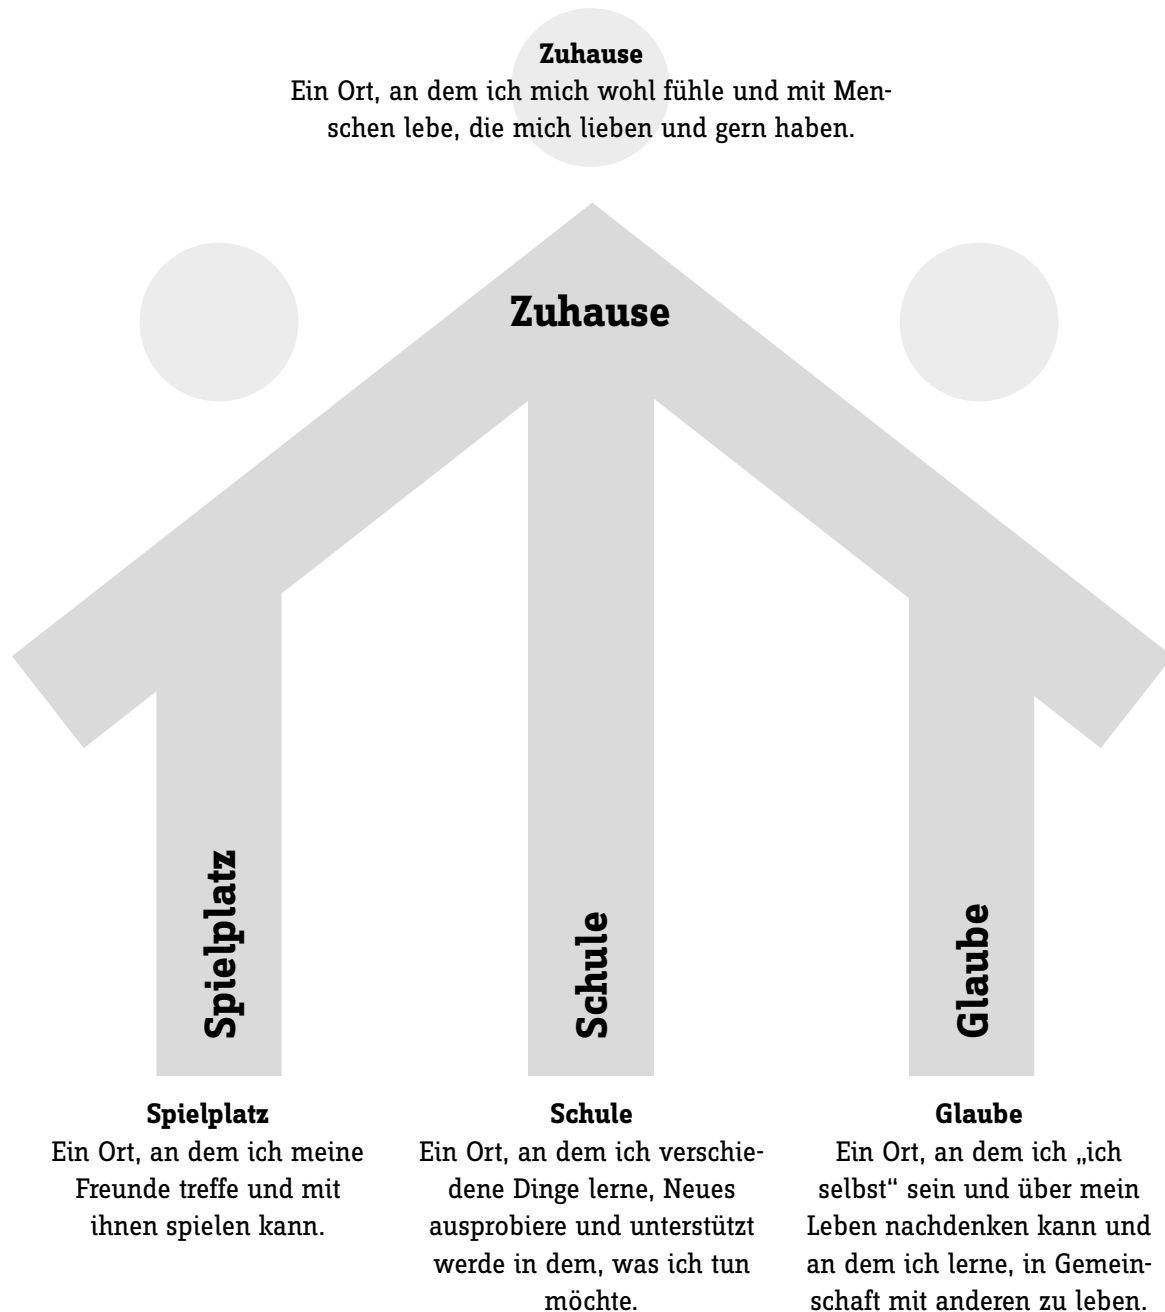 Zuhause
Ein Ort, an dem ich mich wohl fühle und mit Men-
schen lebe, die mich lieben und gern haben.
Zuhause
Spielplatz
Schule
Glaube
Spielplatz
Ein Ort, an dem ich meine
Freunde treffe und mit
ihnen spielen kann.
Schule
Ein Ort, an dem ich verschie-
dene Dinge lerne, Neues
ausprobiere und unterstützt
werde in dem, was ich tun
möchte.
Glaube
Ein Ort, an dem ich „ich
selbst“ sein und über mein
Leben nachdenken kann und
an dem ich lerne, in Gemein-
schaft mit anderen zu leben.